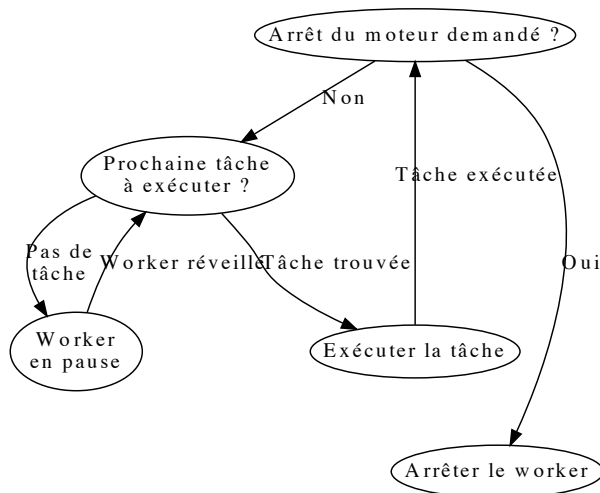 Arrêt du moteur demandé ?
Non
Prochaine tâche
à exécuter ?
Tâche exécutée
Pas de
tâche
Worker réveillé
Tâche trouvée
Oui
Worker
en pause
Exécuter la tâche
Arrêter le worker